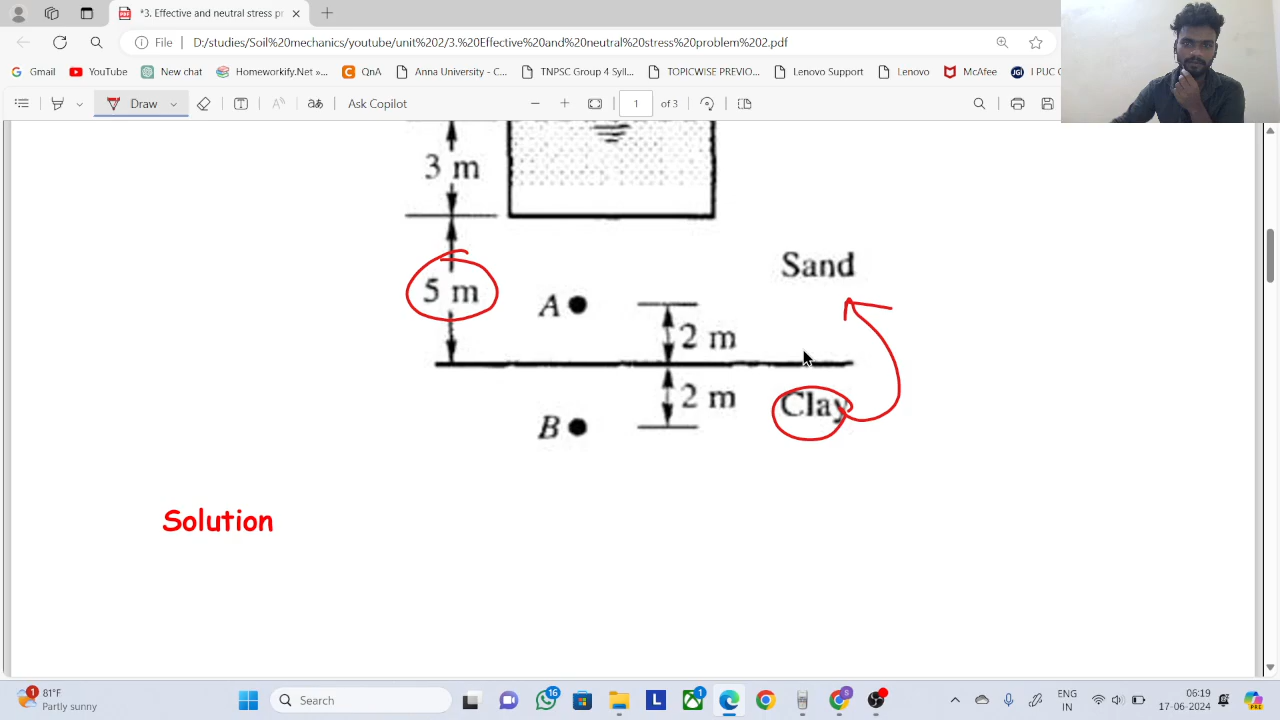 *3. Effective and neutral stress pr
File D:/studies/Soil%20mechanics/youtube/unit%202/3.%20Effective%20and%20neutral%20stress%20problem%202.pdf
Gmail YouTube New chat Homeworkify.Net »... QnA Anna University -... TNPSC Group 4 Syll... TOPICWISE PREVIO... Lenovo Support Lenovo McAfee I PUC C
Draw Ask Copilot 1 of 3
3 m
Sand
5 m
A
2 m
2 m
Clay
B
Solution
1 81°F
Partly sunny
Search
16
1
ENG
IN
06:19
17-06-2024